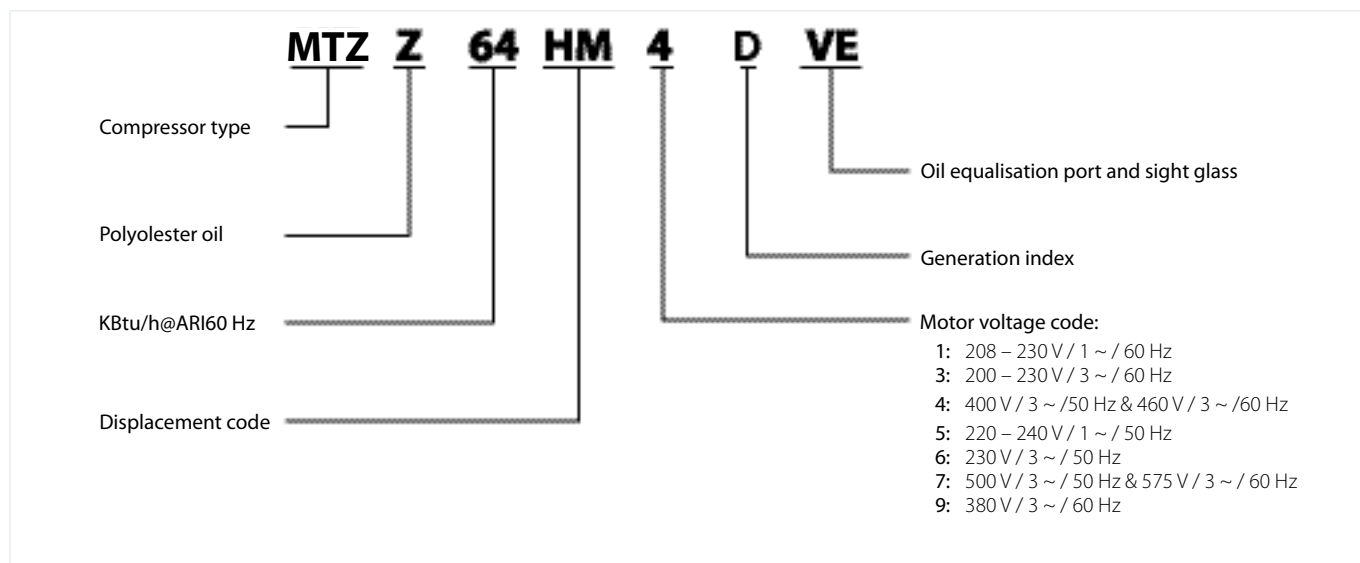 MTZ Z 64 HM 4 D VE
Compressor type
Oil equalisation port and sight glass
Polyolester oil
Generation index
KBtu/h@ARI60 Hz
Motor voltage code:
1: 208 – 230 V / 1 ~ / 60 Hz
3: 200 – 230 V / 3 ~ / 60 Hz
4: 400 V / 3 ~ /50 Hz & 460 V / 3 ~ /60 Hz
Displacement code
5: 220 – 240 V / 1 ~ / 50 Hz
6: 230 V / 3 ~ / 50 Hz
7: 500 V / 3 ~ / 50 Hz & 575 V / 3 ~ / 60 Hz
9: 380 V / 3 ~ / 60 Hz